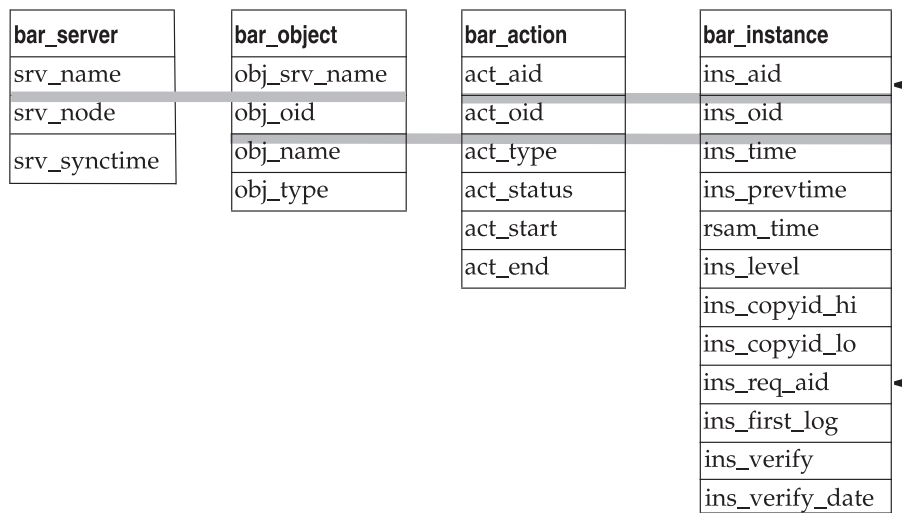 bar_server
srv_name
srv_node
srv_synctime
bar_object
obj_srv_name
obj_oid
obj_name
obj_type
bar_action
act_aid
act_oid
act_type
act_status
act_start
act_end
bar_instance
ins_aid
ins_oid
ins_time
ins_prevtime
rsam_time
ins_level
ins_copyid_hi
ins_copyid_lo
ins_req_aid
ins_first_log
ins_verify
ins_verify_date